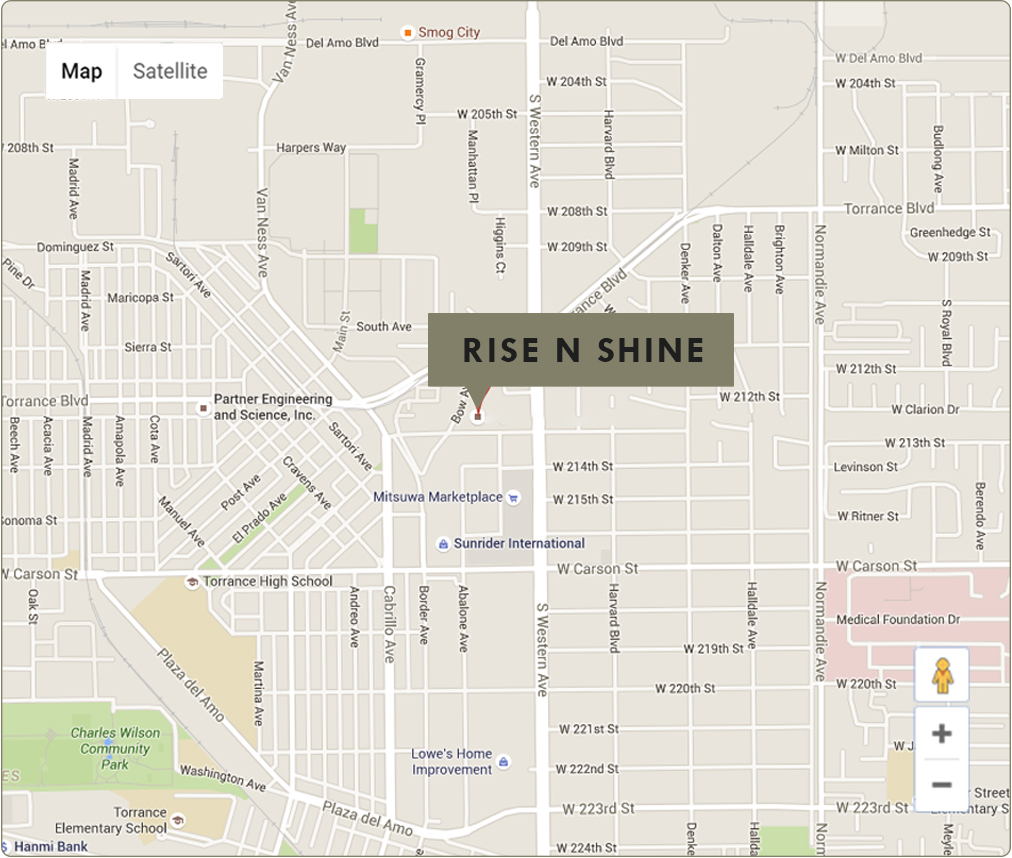 Smog City
el Amo Blvd
Del Amo Blvd
Del Amo Blvd
Van Ness Av
W Del Amo Blvd
Map
Satellite
W 204th St
W 204th St
Gramercy Pl
W 205th St
S Western Ave
Harvard Blvd
Manhattan Pl
Budlong Ave
208th St
Harpers Way
W Milton St
Madrid Ave
Van Ness Ave
W 208th St
Torrance Blvd
Higgins Ct
Dominguez St
W 209th St
Greenhedge St
W 209th St
Sartori Ave
Pine Dr
Denker Ave
Dalton Ave
Halldale Ave
Brighton Ave
Normandie Ave
Madrid Ave
Maricopa St
rance Blvd
W
S Royal Blvd
Main St
South Ave
Sierra St
RISE N SHINE
W 212th St
Torrance Blvd
Partner Engineering
and Science, Inc.
Bow A
W 212th St
W Clarion Dr
Beech Ave
Acacia Ave
Madrid Ave
Amapola Ave
Cota Ave
Sartori Ave
W 213th St
W 214th St
Levinson St
Cravens Ave
Post Ave
Mitsuwa Marketplace
W 215th St
El Prado Ave
Manuel Ave
Sonoma St
W Ritner St
Berendo Ave
Sunrider International
W Carson St
W Carson St
W Carson St
Torrance High School
Oak St
Andreo Ave
Cabrillo Ave
Border Ave
Abalone Ave
S Western Ave
Harvard Blvd
Halldale Ave
Normandie Ave
Medical Foundation Dr
W 219th St
Plaza del Amo
Martina Ave
W 220th St
W 220th St
Charles Wilson
Community
Park
W 221st St
W J
Lowe's Home
Improvement
W 222nd St
ES
Washington Ave
r Street
Elementary S
Torrance
Elementary School
Plaza del Amo
W 223rd St
W 223rd St
Hanmi Bank
W 224th St
Denke
Hallda
Norm
Meyle